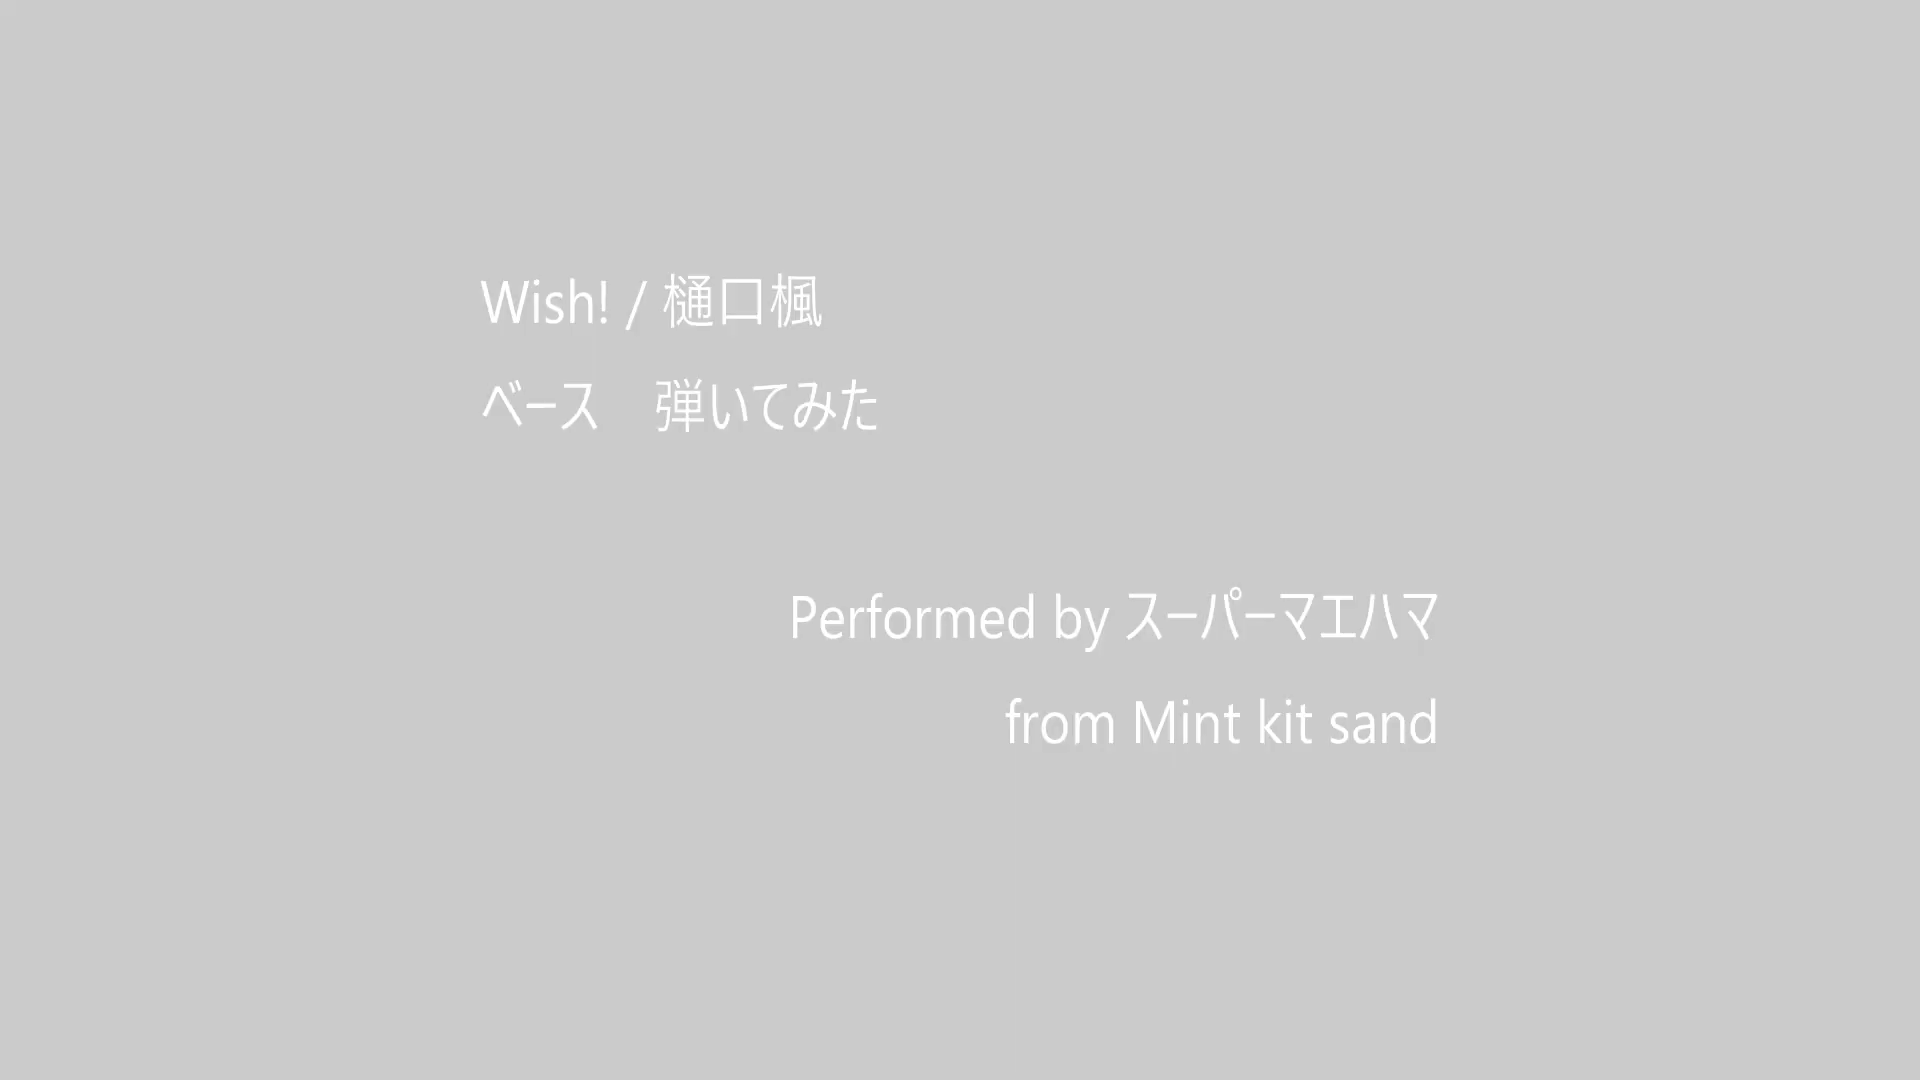 Wish! / 樋口楓
ベース　弾いてみた
Performed by スーパーマエハマ
from Mint kit sand